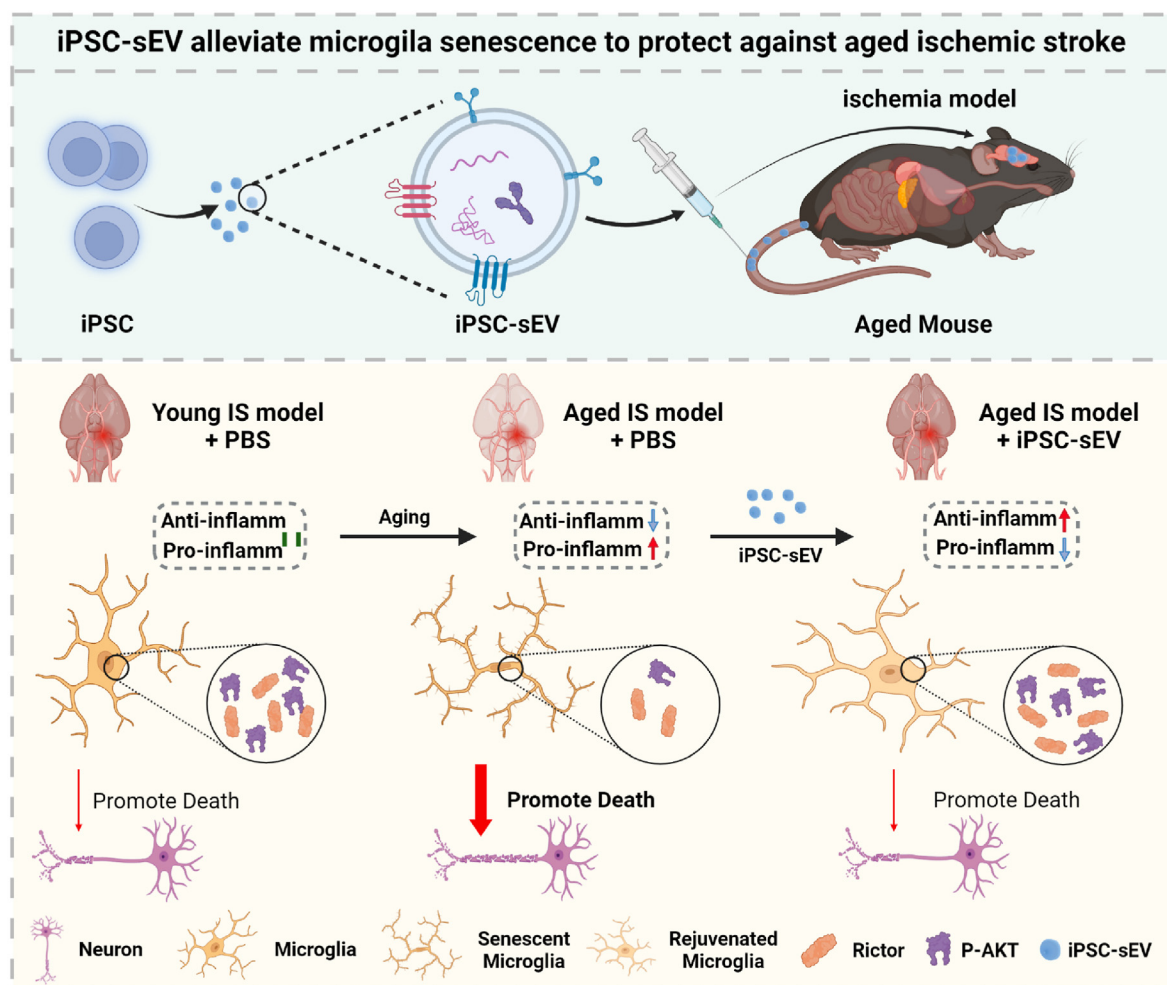 iPSC-sEV alleviate microgila senescence to protect against aged ischemic stroke
ischemia model
iPSC
iPSC-sEV
Aged Mouse
Young IS model
+ PBS
Aged IS model
+ PBS
Aged IS model
+ iPSC-sEV
Anti-inflamm
Pro-inflamm
Aging
Anti-inflamm
Pro-inflamm
iPSC-sEV
Anti-inflamm
Pro-inflamm
Promote Death
Promote Death
Promote Death
Neuron
Microglia
Senescent
Microglia
Rejuvenated
Microglia
Rictor
P-AKT
iPSC-sEV